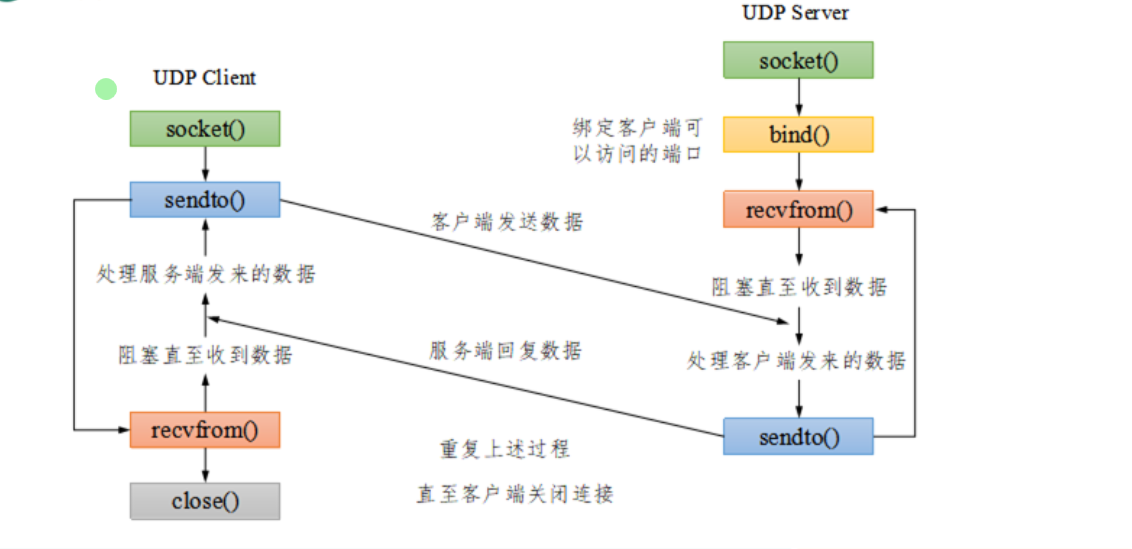 UDP Server
socket()
UDP Client
socket()
绑定客户端可
以访问的端口
bind()
sendto()
recvfrom()
客户端发送数据
处理服务端发来的数据
阻塞直至收到数据
阻塞直至收到数据
服务端回复数据
处理客户端发来的数据
recvfrom()
sendto()
重复上述过程
直至客户端关闭连接
close()